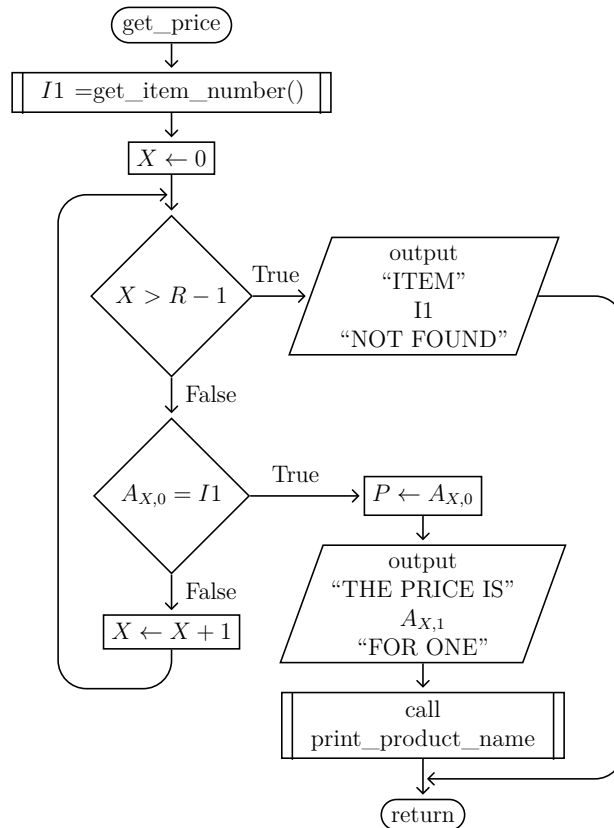 get_price
I1 =get_item_number()
X ← 0
X > R − 1
True
output
“ITEM”
I1
“NOT FOUND”
False
A_{X,0} = I1
True
P ← A_{X,0}
False
X ← X + 1
output
“THE PRICE IS”
A_{X,1}
“FOR ONE”
call
print_product_name
return